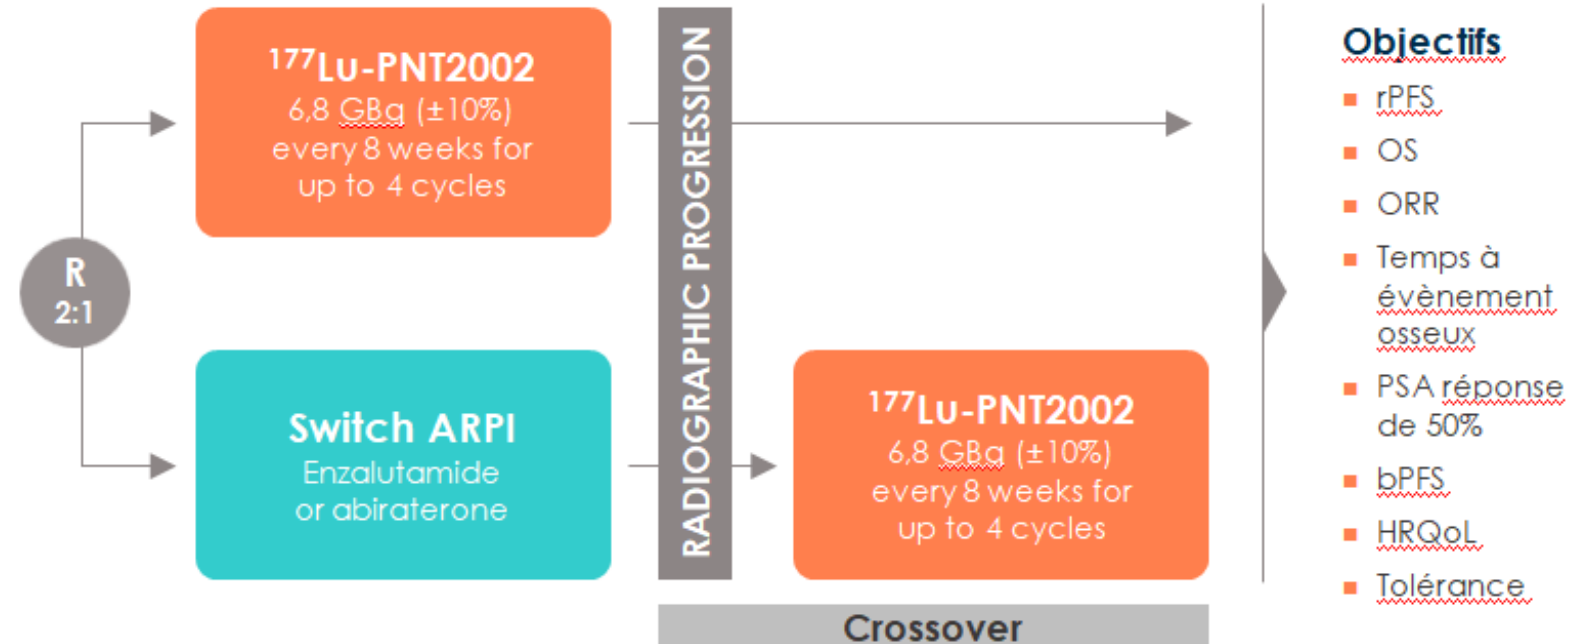 R
2:1
¹⁷⁷Lu-PNT2002
6,8 GBq (±10%)
every 8 weeks for
up to 4 cycles
Switch ARPI
Enzalutamide
or abiraterone
RADIOGRAPHIC PROGRESSION
¹⁷⁷Lu-PNT2002
6,8 GBq (±10%)
every 8 weeks for
up to 4 cycles
Crossover
Objectifs
▪ rPFS
▪ OS
▪ ORR
▪ Temps à
évènement
osseux
▪ PSA réponse
de 50%
▪ bPFS
▪ HRQoL
▪ Tolérance